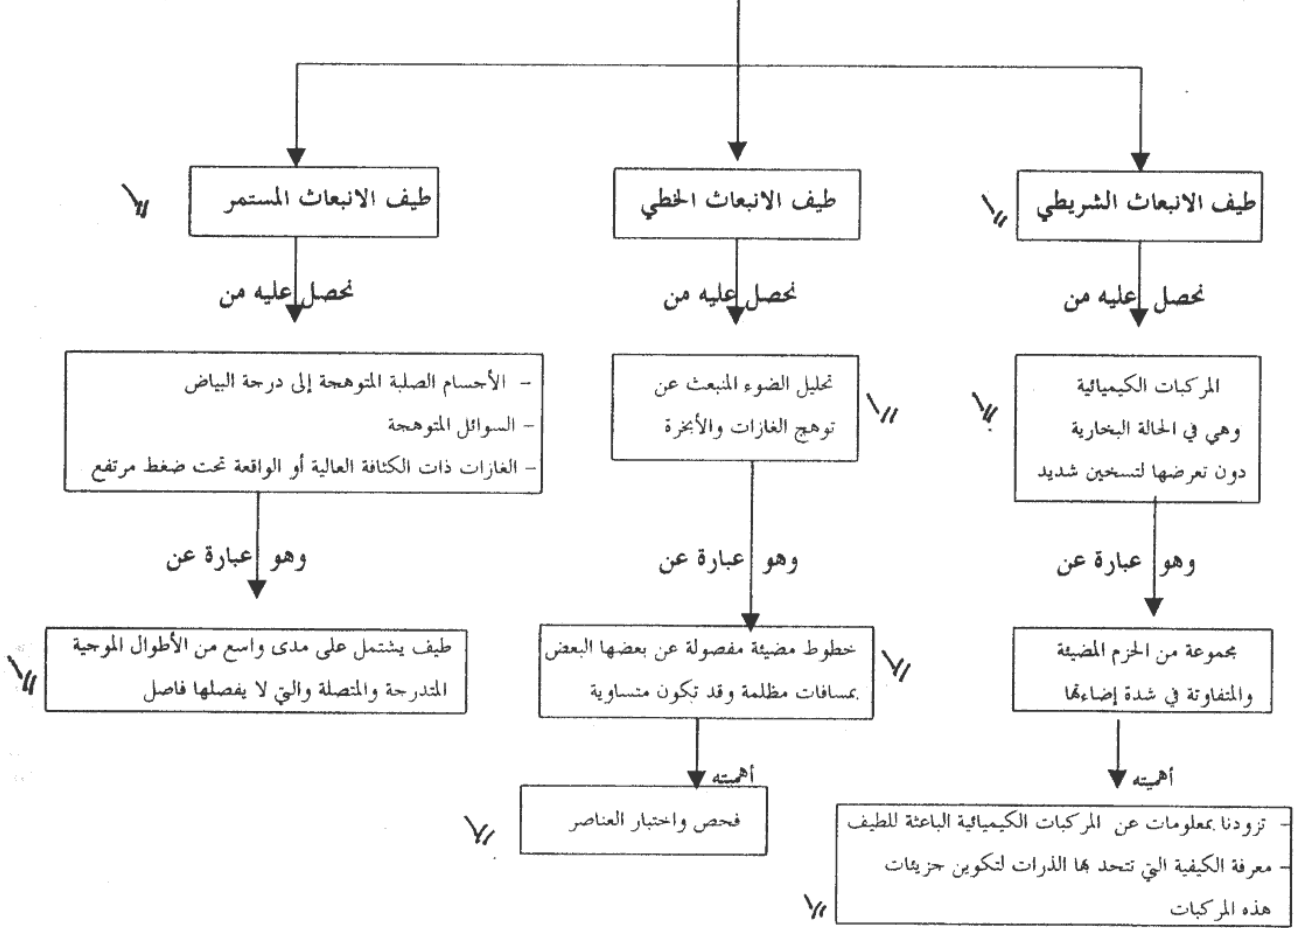 طيف الانبعاث الشريطي
نحصل عليه من
المركبات الكيميائية
وهي في الحالة البخارية
دون تعرضها لتسخين شديد
وهو عبارة عن
مجموعة من الحزم المضيئة
والمتفاوتة في شدة إضاءتها
أهميته
- تزودنا بمعلومات عن المركبات الكيميائية الباعثة للطيف
- معرفة الكيفية التي تتحد بها الذرات لتكوين جزيئات
هذه المركبات
طيف الانبعاث الخطي
نحصل عليه من
تحليل الضوء المنبعث عن
توهج الغازات والأبخرة
وهو عبارة عن
خطوط مضيئة مفصولة عن بعضها البعض
بمسافات مظلمة وقد تكون متساوية
أهميته
فحص واختبار العناصر
طيف الانبعاث المستمر
نحصل عليه من
- الأجسام الصلبة المتوهجة إلى درجة البياض
- السوائل المتوهجة
- الغازات ذات الكثافة العالية أو الواقعة تحت ضغط مرتفع
وهو عبارة عن
طيف يشتمل على مدى واسع من الأطوال الموجية
المتدرحة والمتصلة والتي لا يفصلها فاصل